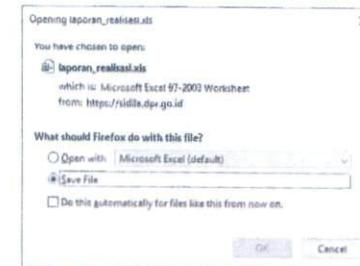 Opening laporan_realisasi.xls
You have chosen to open:
laporan_realisasi.xls
which is: Microsoft Excel 97-2003 Worksheet
from: https://sidila.dpr.go.id
What should Firefox do with this file?
Open with Microsoft Excel (default)
Save File
Do this automatically for files like this from now on.
OK Cancel